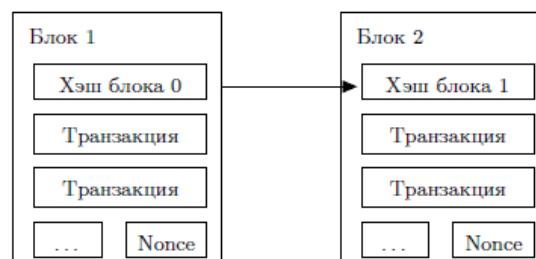 Блок 1
Хэш блока 0
Транзакция
Транзакция
. . .
Nonce
Блок 2
Хэш блока 1
Транзакция
Транзакция
. . .
Nonce